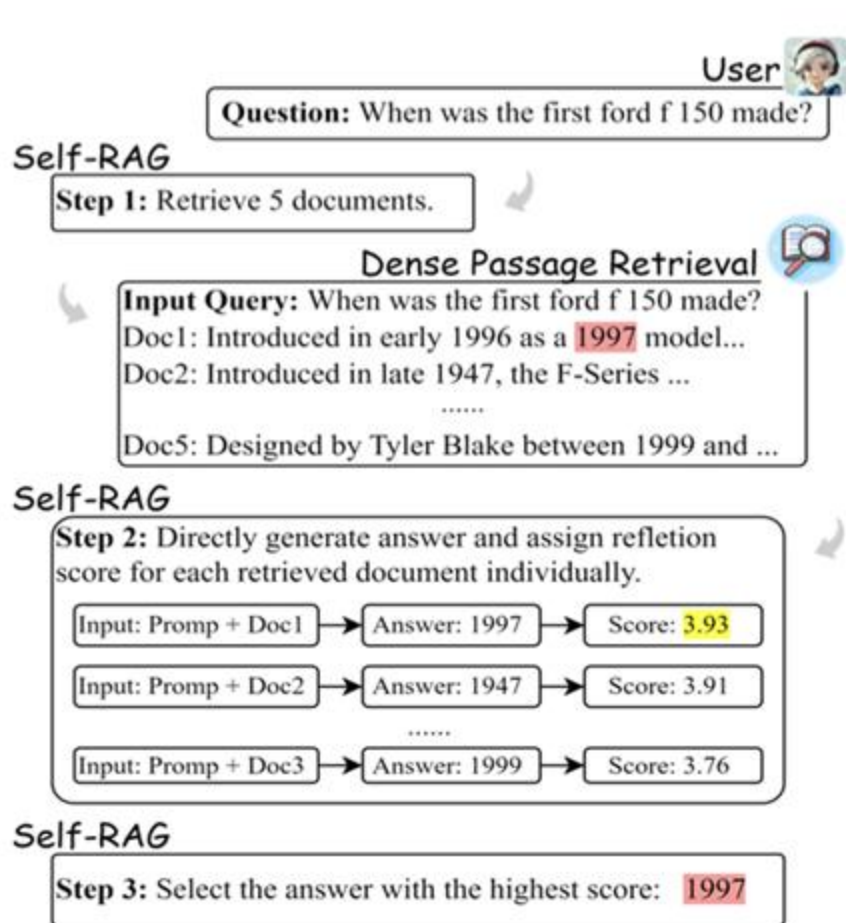 User
Question: When was the first ford f 150 made?
Self-RAG
Step 1: Retrieve 5 documents.
Dense Passage Retrieval
Input Query: When was the first ford f 150 made?
Doc1: Introduced in early 1996 as a 1997 model...
Doc2: Introduced in late 1947, the F-Series ...
......
Doc5: Designed by Tyler Blake between 1999 and ...
Self-RAG
Step 2: Directly generate answer and assign refletion
score for each retrieved document individually.
Input: Promp + Doc1 Answer: 1997 Score: 3.93
Input: Promp + Doc2 Answer: 1947 Score: 3.91
......
Input: Promp + Doc3 Answer: 1999 Score: 3.76
Self-RAG
Step 3: Select the answer with the highest score: 1997